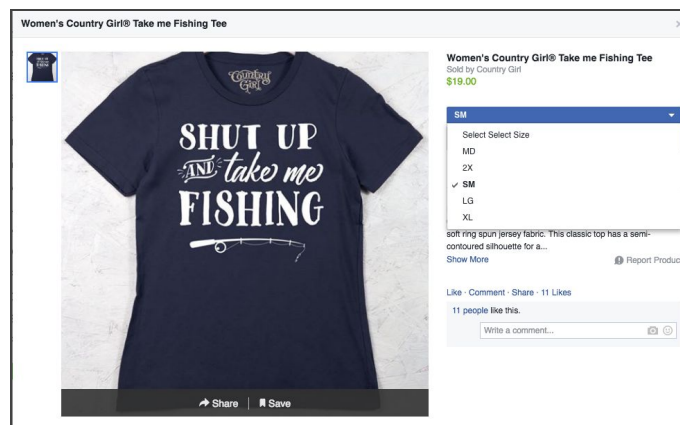 Women's Country Girl® Take me Fishing Tee
Country
Girl
SHUT UP
AND take me
FISHING
Share
Save
Women's Country Girl® Take me Fishing Tee
Sold by Country Girl
$19.00
SM
Select Select Size
MD
2X
SM
LG
XL
soft ring spun jersey fabric. This classic top has a semi-
contoured silhouette for a...
Show More
Report Produc
Like · Comment · Share · 11 Likes
11 people like this.
Write a comment...